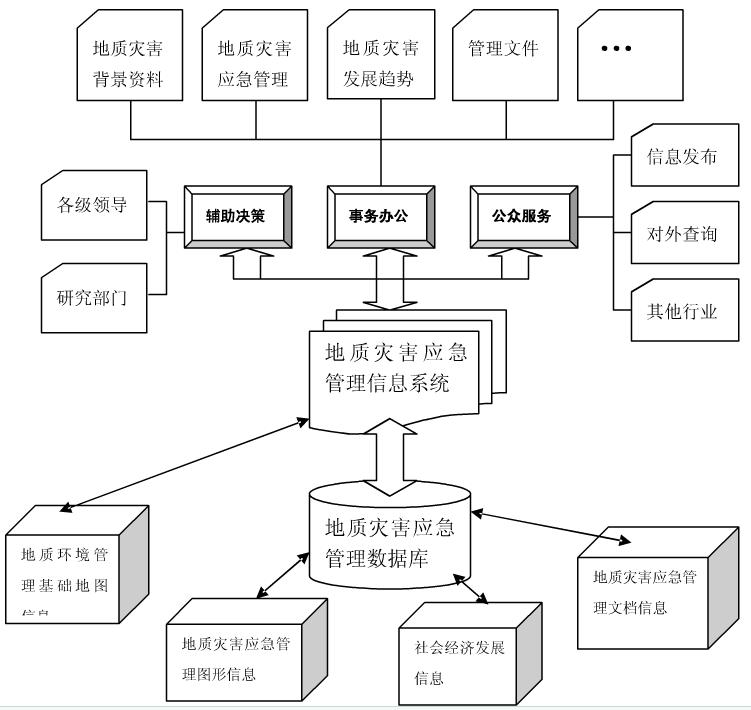 地质灾害
背景资料
地质灾害
应急管理
地质灾害
发展趋势
管理文件
•••
信息发布
各级领导
辅助决策
事务办公
公众服务
对外查询
研究部门
其他行业
地质灾害应急
管理信息系统
地质灾害应急
管理数据库
地质环境管
理基础地图
信息
地质灾害应急管
理文档信息
地质灾害应急管
理图形信息
社会经济发展
信息